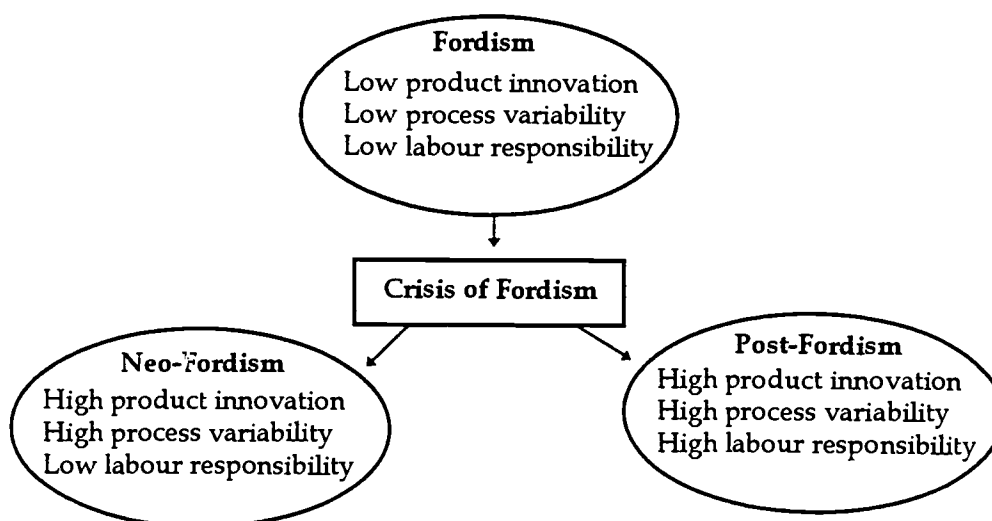 Fordism
Low product innovation
Low process variability
Low labour responsibility
Crisis of Fordism
Neo-Fordism
High product innovation
High process variability
Low labour responsibility
Post-Fordism
High product innovation
High process variability
High labour responsibility